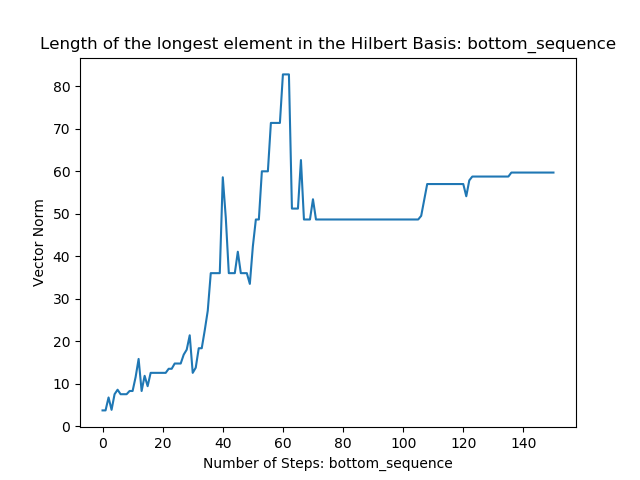 Length of the longest element in the Hilbert Basis: bottom_sequence
80
70
60
50
40
30
20
10
0
Vector Norm
0 20 40 60 80 100 120 140
Number of Steps: bottom_sequence